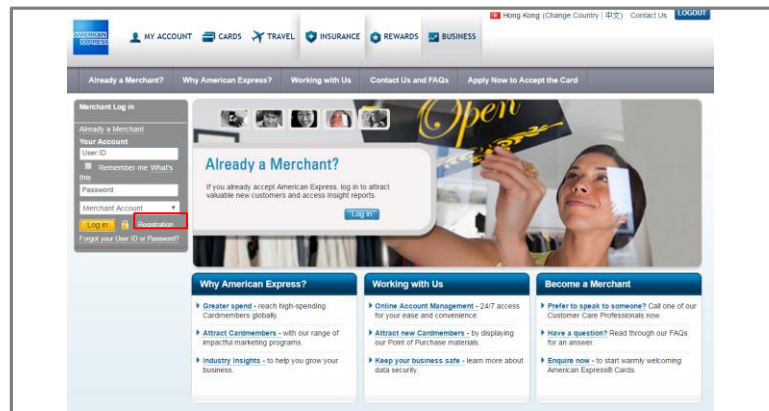 Hong Kong (Change Country | 中文) Contact Us LOGOUT
AMERICAN EXPRESS
MY ACCOUNT CARDS TRAVEL INSURANCE REWARDS BUSINESS
Already a Merchant? Why American Express? Working with Us Contact Us and FAQs Apply Now to Accept the Card
Merchant Log in
Already a Merchant
Your Account
User ID
Remember me What's
this
Password
Merchant Account
Log in Registration
Forgot your User ID or Password?
Open
Already a Merchant?
If you already accept American Express, log in to attract
valuable new customers and access Insight reports.
Log in
Why American Express?
Greater spend - reach high-spending
Cardmembers globally.
Attract Cardmembers - with our range of
impactful marketing programs.
Industry Insights - to help you grow your
business.
Working with Us
Online Account Management - 24/7 access
for your ease and convenience.
Attract new Cardmembers - by displaying
our Point of Purchase materials.
Keep your business safe - learn more about
data security.
Become a Merchant
Prefer to speak to someone? Call one of our
Customer Care Professionals now.
Have a question? Read through our FAQs
for an answer.
Enquire now - to start warmly welcoming
American Express® Cards.